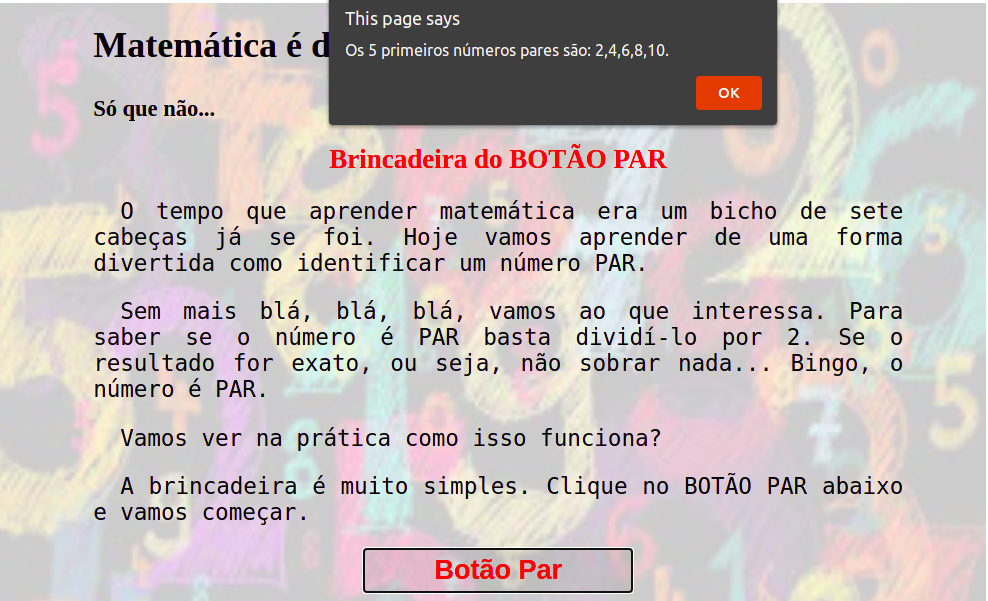 This page says
Os 5 primeiros números pares são: 2,4,6,8,10.
OK
Matemática é d
Só que não...
Brincadeira do BOTÃO PAR
O tempo que aprender matemática era um bicho de sete
cabeças já se foi. Hoje vamos aprender de uma forma
divertida como identificar um número PAR.
Sem mais blá, blá, blá, vamos ao que interessa. Para
saber se o número é PAR basta dividí-lo por 2. Se o
resultado for exato, ou seja, não sobrar nada... Bingo, o
número é PAR.
Vamos ver na prática como isso funciona?
A brincadeira é muito simples. Clique no BOTÃO PAR abaixo
e vamos começar.
Botão Par